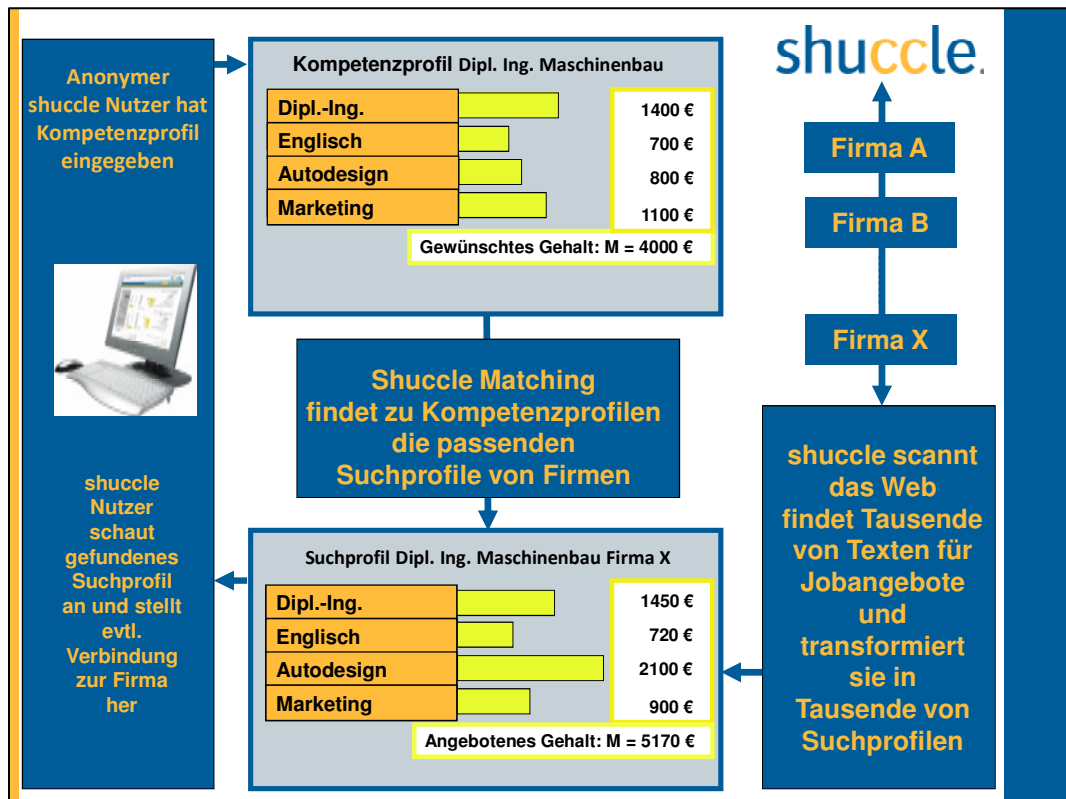 Anonymer
shuccle Nutzer hat
Kompetenzprofil
eingegeben
shuccle
Nutzer
schaut
gefundenes
Suchprofil
an und stellt
evtl.
Verbindung
zur Firma
her
Kompetenzprofil Dipl. Ing. Maschinenbau
Dipl.-Ing. 1400 €
Englisch 700 €
Autodesign 800 €
Marketing 1100 €
Gewünschtes Gehalt: M = 4000 €
Shuccle Matching
findet zu Kompetenzprofilen
die passenden
Suchprofile von Firmen
Suchprofil Dipl. Ing. Maschinenbau Firma X
Dipl.-Ing. 1450 €
Englisch 720 €
Autodesign 2100 €
Marketing 900 €
Angebotenes Gehalt: M = 5170 €
shuccle.
Firma A
Firma B
Firma X
shuccle scannt
das Web
findet Tausende
von Texten für
Jobangebote
und
transformiert
sie in
Tausende von
Suchprofilen